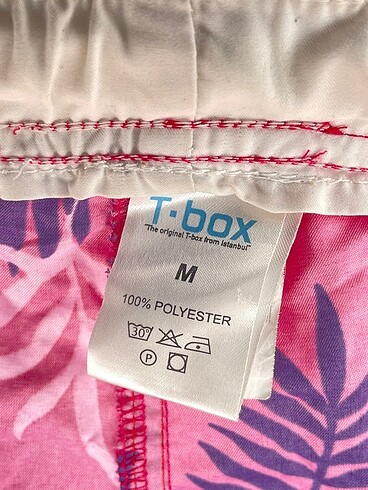 T·box
"The original T-box from Istanbul"
M
100% POLYESTER
30°
P